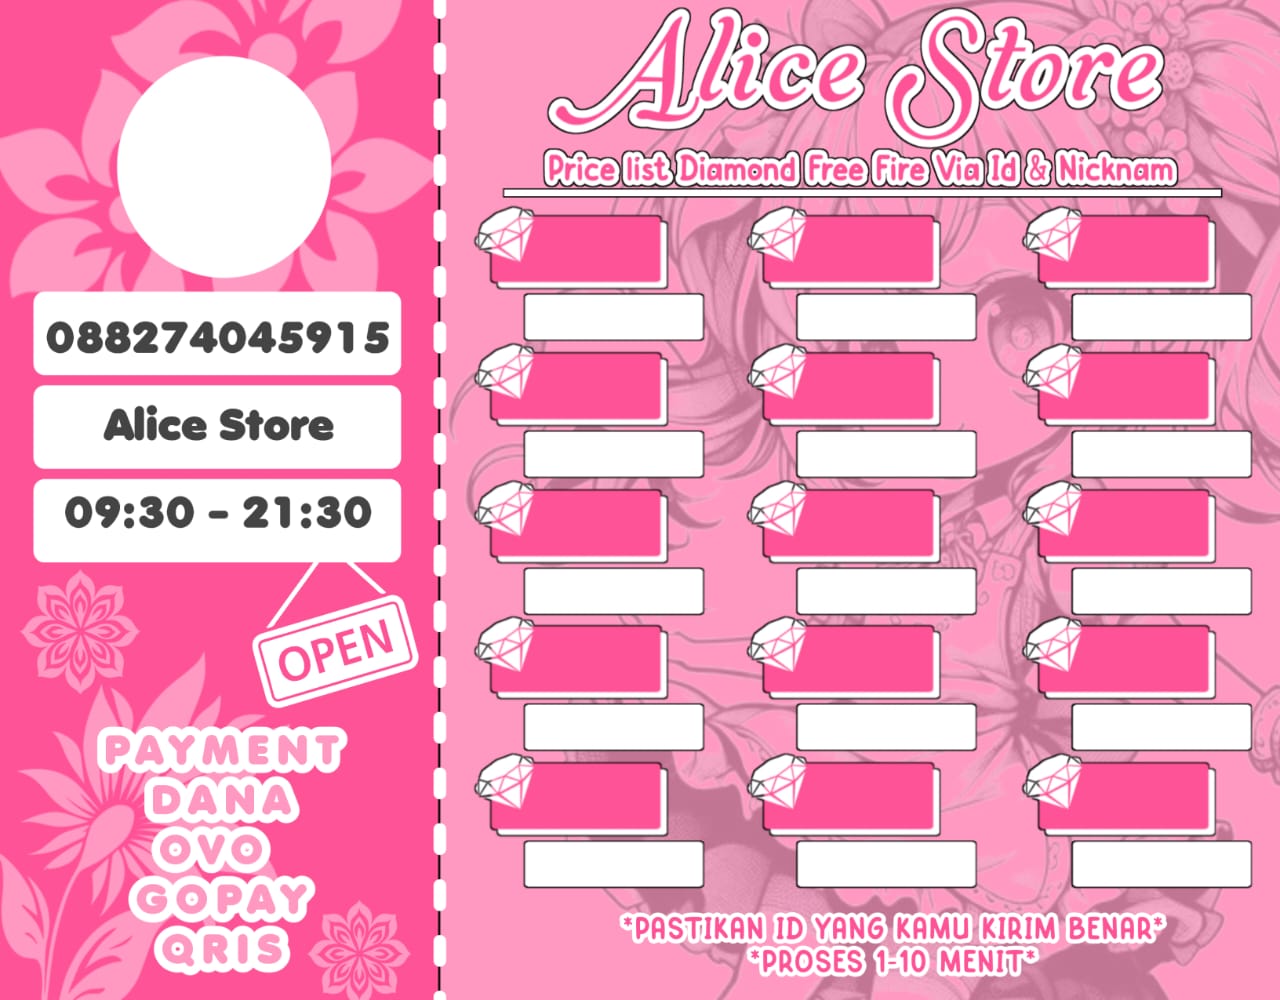 088274045915
Alice Store
09:30 - 21:30
OPEN
PAYMENT
DANA
OVO
GOPAY
QRIS
Alice Store
Price list Diamond Free Fire Via Id & Nicknam
*PASTIKAN ID YANG KAMU KIRIM BENAR*
*PROSES 1-10 MENIT*